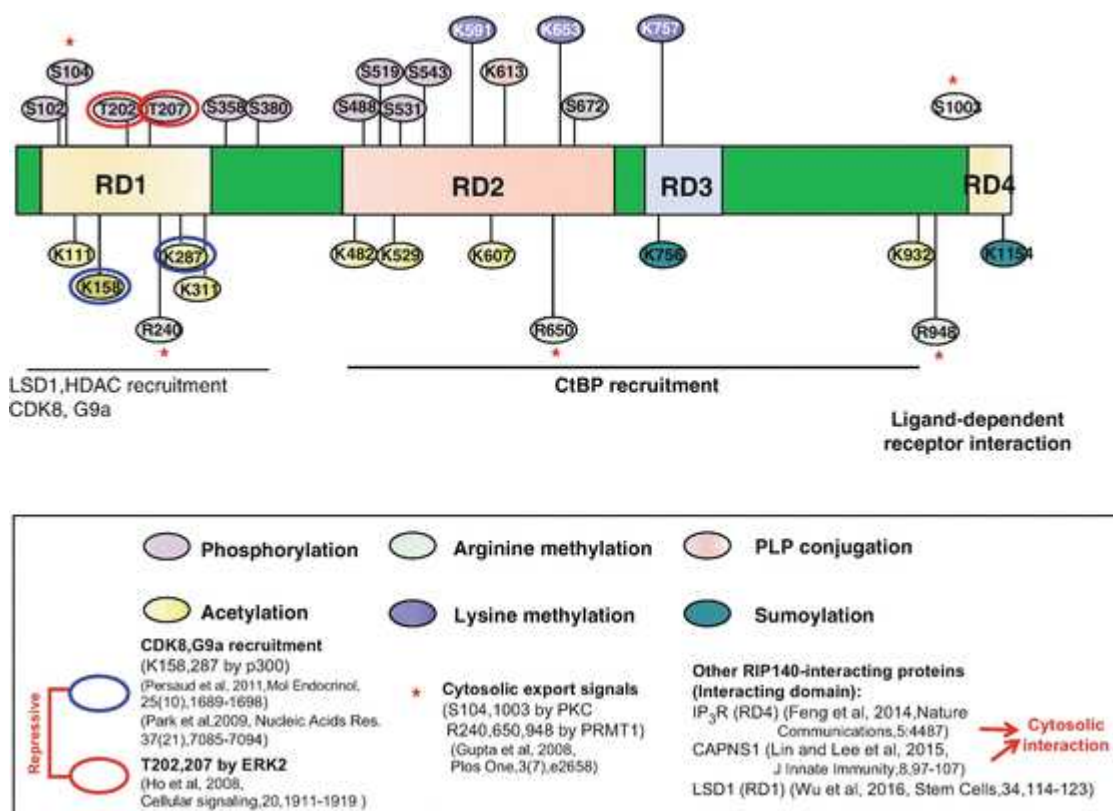 K591 K653 K757
* S104 S519 S543 K613 *
S102 T202 T207 S358 S380 S488 S531 S672 S1003
RD1 RD2 RD3 RD4
K111 K287 K482 K529 K607 K756 K932 K1154
K158 K311
R240 R650 R948
* * *
LSD1,HDAC recruitment
CDK8, G9a
CtBP recruitment
Ligand-dependent
receptor interaction
Phosphorylation Arginine methylation PLP conjugation
Acetylation Lysine methylation Sumoylation
Repressive
CDK8,G9a recruitment
(K158,287 by p300)
(Persaud et al, 2011,Mol Endocrinol,
25(10),1689-1698)
(Park et al.2009, Nucleic Acids Res.
37(21),7085-7094)
T202,207 by ERK2
(Ho et al, 2008,
Cellular signaling,20,1911-1919 )
* Cytosolic export signals
(S104,1003 by PKC
R240,650,948 by PRMT1)
(Gupta et al, 2008,
Plos One,3(7),e2658)
Other RIP140-interacting proteins
(Interacting domain):
IP3R (RD4) (Feng et al, 2014,Nature
Communications,5:4487)
CAPNS1 (Lin and Lee et al, 2015,
J Innate Immunity,8,97-107)
LSD1 (RD1) (Wu et al, 2016, Stem Cells,34,114-123)
Cytosolic
interaction